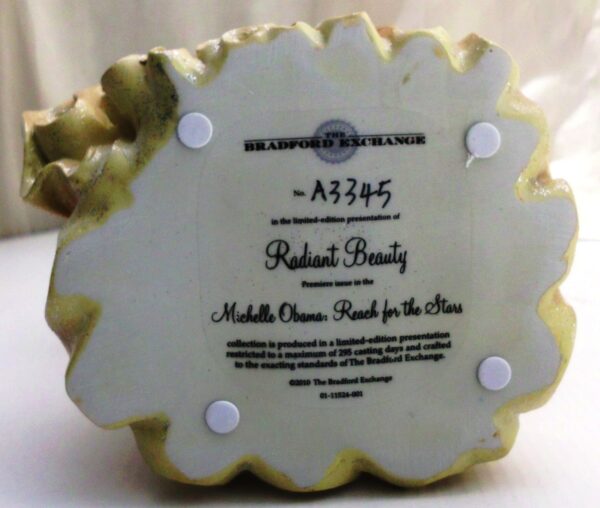 THE
BRADFORD EXCHANGE
No. A3345
in the limited-edition presentation of
Radiant Beauty
Premiere issue in the
Michelle Obama: Reach for the Stars
collection is produced in a limited-edition presentation
restricted to a maximum of 295 casting days and crafted
to the exacting standards of The Bradford Exchange.
©2010 The Bradford Exchange
01-11524-001